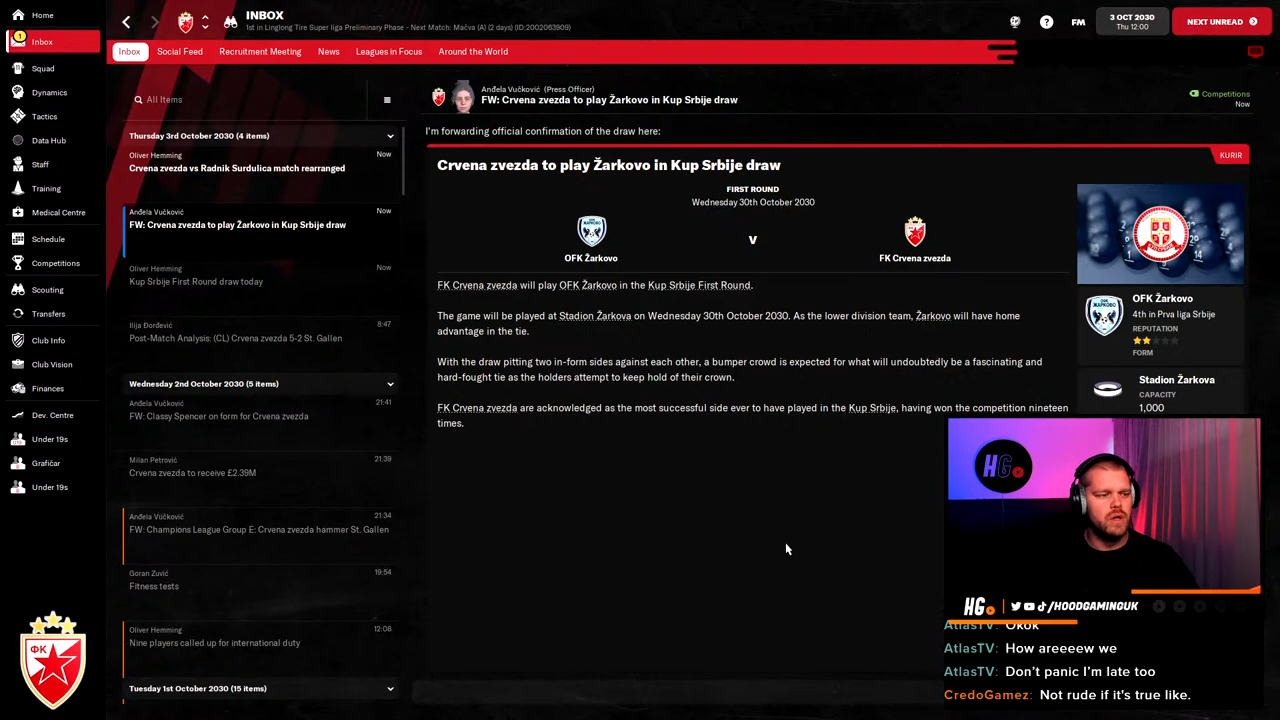 INBOX
1st in Linglong Tire Super liga Preliminary Phase - Next Match: Mačva (A) (2 days) (ID:2002063909)
FM
3 OCT 2030
Thu 12:00
NEXT UNREAD
Home
1
Inbox
Squad
Dynamics
Tactics
Data Hub
Staff
Training
Medical Centre
Schedule
Competitions
Scouting
Transfers
Club Info
Club Vision
Finances
Dev. Centre
Under 19s
Grafičar
Under 19s
Inbox
Social Feed
Recruitment Meeting
News
Leagues in Focus
Around the World
All Items
Thursday 3rd October 2030 (4 items)
Oliver Hemming
Now
Crvena zvezda vs Radnik Surdulica match rearranged
Anđela Vučković
Now
FW: Crvena zvezda to play Žarkovo in Kup Srbije draw
Oliver Hemming
Now
Kup Srbije First Round draw today
Ilija Đorđević
8:47
Post-Match Analysis: (CL) Crvena zvezda 5-2 St. Gallen
Wednesday 2nd October 2030 (5 items)
Anđela Vučković
21:41
FW: Classy Spencer on form for Crvena zvezda
Milan Petrović
21:39
Crvena zvezda to receive £2.39M
Anđela Vučković
21:34
FW: Champions League Group E: Crvena zvezda hammer St. Gallen
Goran Zuvić
19:54
Fitness tests
Oliver Hemming
12:08
Nine players called up for international duty
Tuesday 1st October 2030 (15 items)
Anđela Vučković (Press Officer)
FW: Crvena zvezda to play Žarkovo in Kup Srbije draw
Competitions
Now
I'm forwarding official confirmation of the draw here:
Crvena zvezda to play Žarkovo in Kup Srbije draw
KURIR
FIRST ROUND
Wednesday 30th October 2030
V
OFK Žarkovo
FK Crvena zvezda
FK Crvena zvezda will play OFK Žarkovo in the Kup Srbije First Round.
The game will be played at Stadion Žarkova on Wednesday 30th October 2030. As the lower division team, Žarkovo will have home
advantage in the tie.
With the draw pitting two in-form sides against each other, a bumper crowd is expected for what will undoubtedly be a fascinating and
hard-fought tie as the holders attempt to keep hold of their crown.
FK Crvena zvezda are acknowledged as the most successful side ever to have played in the Kup Srbije, having won the competition nineteen
times.
OFK Žarkovo
4th in Prva liga Srbije
REPUTATION
FORM
Stadion Žarkova
CAPACITY
1,000
HG
HG
/HOODGAMINGUK
AtlasTV: Okok
AtlasTV: How areeeew we
AtlasTV: Don't panic I'm late too
CredoGamez: Not rude if it's true like.
ФК